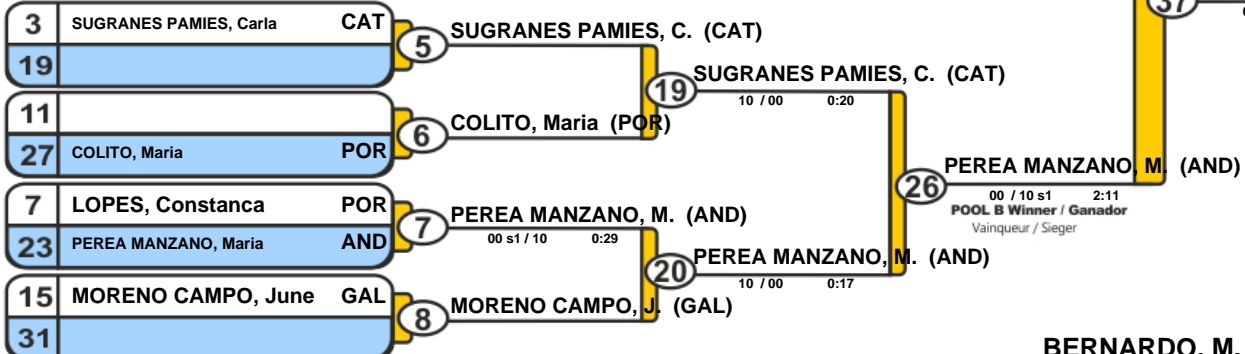 3 SUGRANES PAMIES, Carla CAT
19
5 SUGRANES PAMIES, C. (CAT)
11
27 COLITO, Maria POR
6 COLITO, Maria (POR)
19 SUGRANES PAMIES, C. (CAT)
10 / 00 0:20
7 LOPES, Constanca POR
23 PEREA MANZANO, Maria AND
7 PEREA MANZANO, M. (AND)
00 s1 / 10 0:29
15 MORENO CAMPO, June GAL
31
8 MORENO CAMPO, J. (GAL)
20 PEREA MANZANO, M. (AND)
10 / 00 0:17
26 PEREA MANZANO, M. (AND)
00 / 10 s1 2:11
POOL B Winner / Ganador
Vainqueur / Sieger
37
BERNARDO, M.